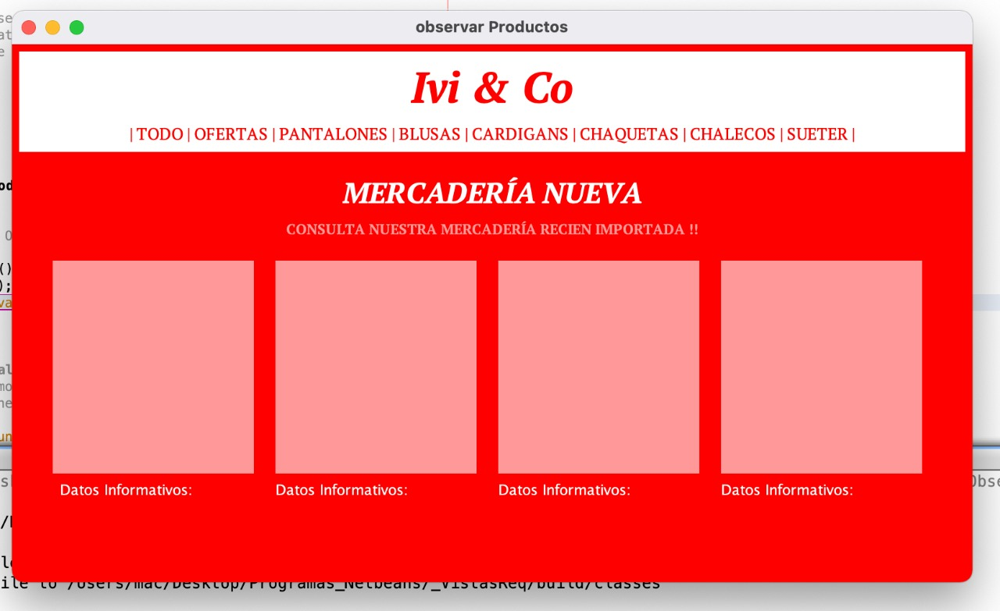 observar Productos
Ivi & Co
| TODO | OFERTAS | PANTALONES | BLUSAS | CARDIGANS | CHAQUETAS | CHALECOS | SUETER |
MERCADERÍA NUEVA
CONSULTA NUESTRA MERCADERÍA RECIEN IMPORTADA !!
Datos Informativos: Datos Informativos: Datos Informativos: Datos Informativos:
to /Users/mac/Desktop/Programas_Netbeans/_VistasReq/build/classes